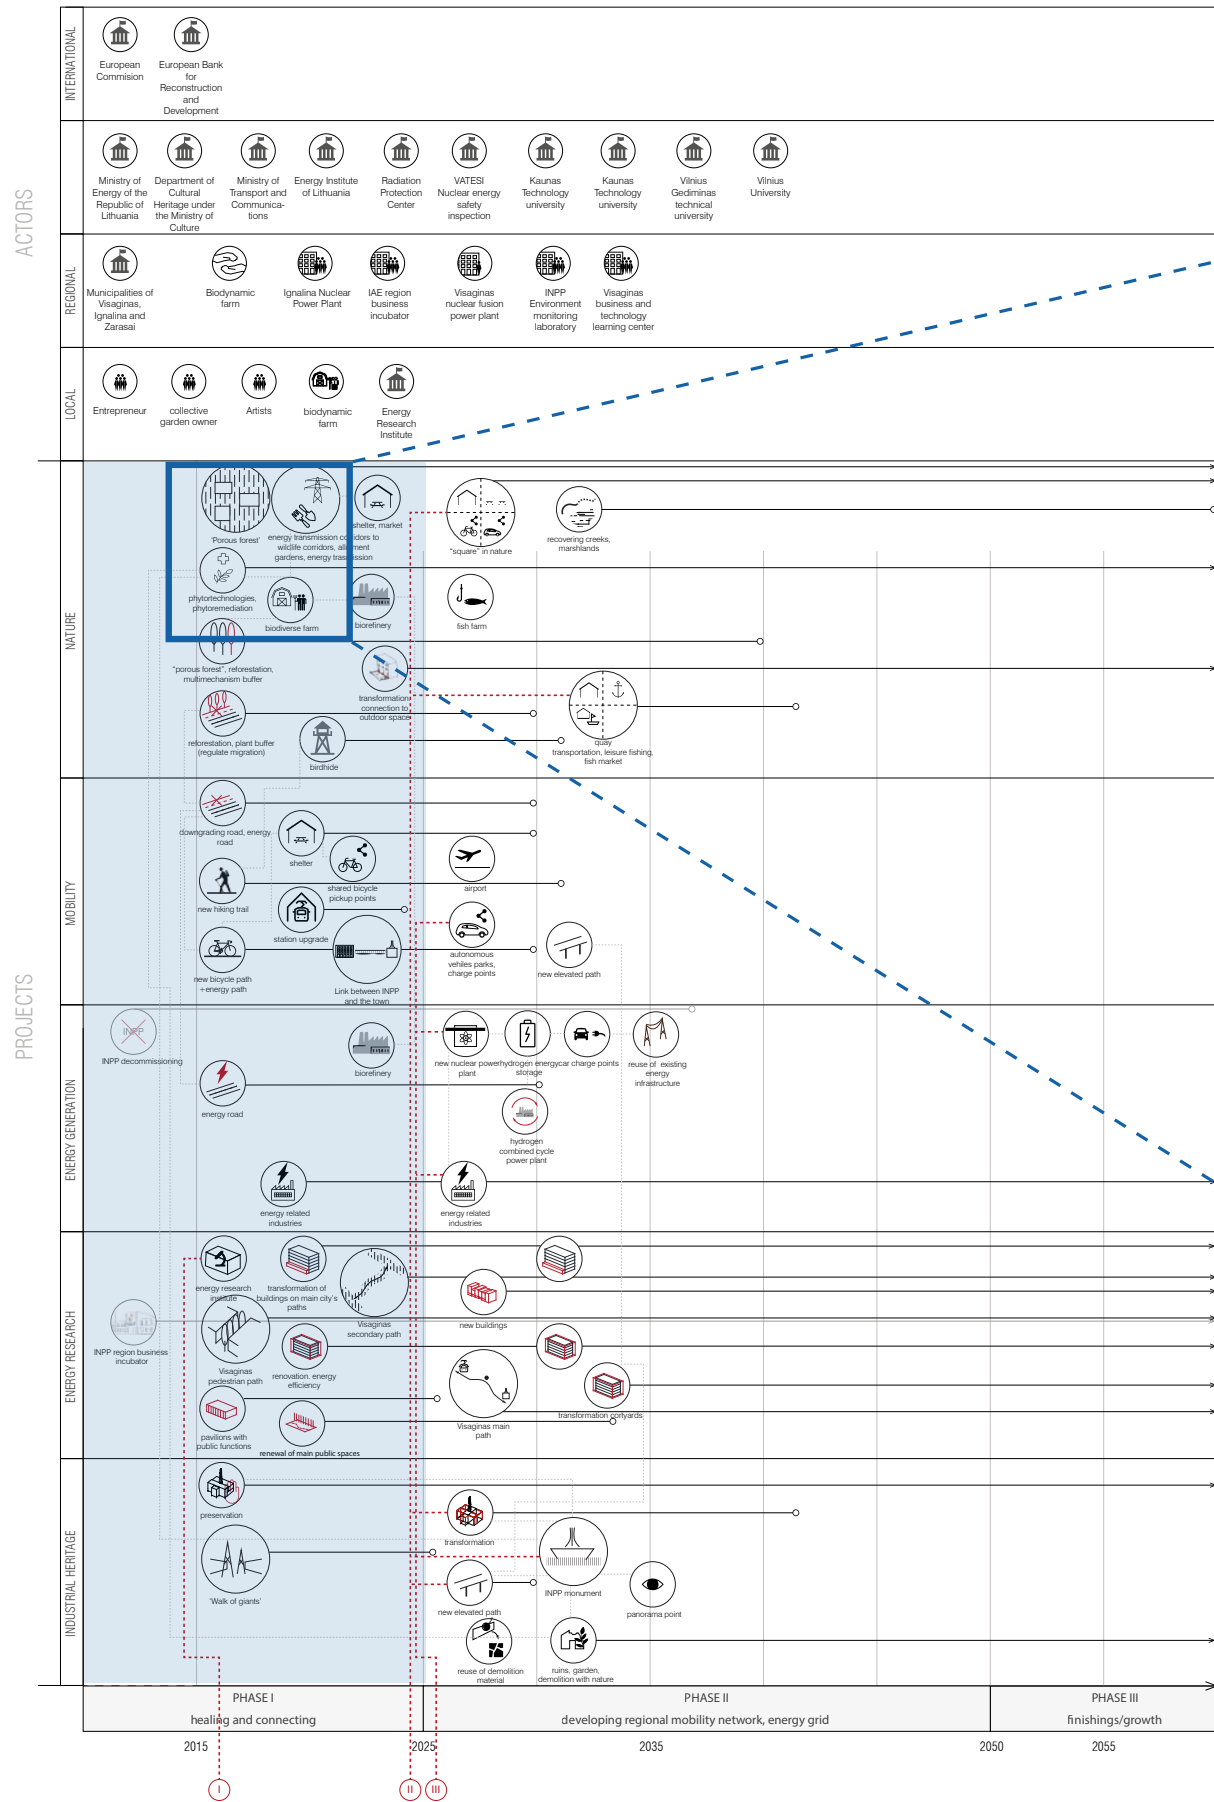 ACTORS
INTERNATIONAL
European
Commision
European Bank
for
Reconstruction
and
Development
Ministry of
Energy of the
Republic of
Lithuania
Department of
Cultural
Heritage under
the Ministry of
Culture
Ministry of
Transport and
Communica-
tions
Energy Institute
of Lithuania
Radiation
Protection
Center
VATESI
Nuclear energy
safety
inspection
Kaunas
Technology
university
Kaunas
Technology
university
Vilnius
Gediminas
technical
university
Vilnius
University
REGIONAL
Municipalities of
Visaginas,
Ignalina and
Zarasai
Biodynamic
farm
Ignalina Nuclear
Power Plant
IAE region
business
incubator
Visaginas
nuclear fusion
power plant
INPP
Environment
monitoring
laboratory
Visaginas
business and
technology
learning center
LOCAL
Entrepreneur
collective
garden owner
Artists
biodynamic
farm
Energy
Research
Institute
PROJECTS
NATURE
'Porous forest'
energy transmission corridors to
wildlife corridors, allotment
gardens, energy trasmission
shelter, market
"square" in nature
recovering creeks,
marshlands
phytortechnologies,
phytoremediation
biodiverse farm
biorefinery
fish farm
"porous forest", reforestation,
multimechanism buffer
transformation,
connection to
outdoor space
reforestation, plant buffer
(regulate migration)
birdhide
quay
transportation, leisure fishing,
fish market
MOBILITY
downgrading road, energy
road
shelter
shared bicycle
pickup points
airport
new hiking trail
station upgrade
new bicycle path
+energy path
Link between INPP
and the town
autonomous
vehiles parks,
charge points
new elevated path
ENERGY GENERATION
INPP
INPP decommissioning
biorefinery
new nuclear power
plant
hydrogen energy
storage
car charge points
reuse of existing
energy
infrastructure
energy road
hydrogen
combined cycle
power plant
energy related
industries
energy related
industries
ENERGY RESEARCH
energy research
institute
transformation of
buildings on main city's
paths
Visaginas
secondary path
new buildings
INPP region business
incubator
Visaginas
pedestrian path
renovation. energy
efficiency
Visaginas main
path
transformation cortyards
pavilions with
public functions
renewal of main public spaces
INDUSTRIAL HERITAGE
preservation
transformation
'Walk of giants'
INPP monument
new elevated path
panorama point
reuse of demolition
material
ruins, garden,
demolition with nature
PHASE I
healing and connecting
PHASE II
developing regional mobility network, energy grid
PHASE III
finishings/growth
2015
2025
2035
2050
2055
I
II
III